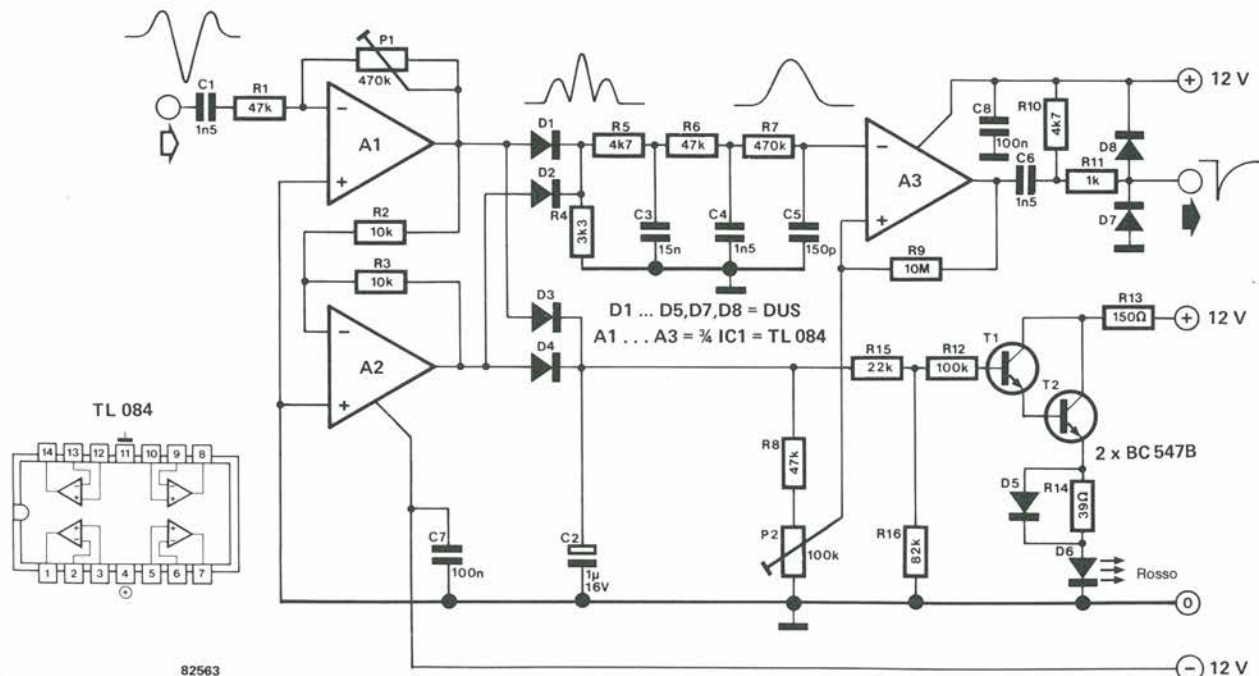 P1
470k
C1
1n5
R1
47k
A1
R2
10k
R3
10k
A2
D1
D2
R4
3k3
R5
4k7
R6
47k
R7
470k
C3
15n
C4
1n5
C5
150p
A3
R9
10M
C8
100n
C6
1n5
R10
4k7
R11
1k
D8
D7
+ 12 V
D3
D4
D1 ... D5,D7,D8 = DUS
A1 . . . A3 = ¾ IC1 = TL 084
R15
22k
R12
100k
T1
T2
R13
150Ω
+ 12 V
2 x BC 547B
R8
47k
P2
100k
R16
82k
D5
R14
39Ω
D6
Rosso
C7
100n
C2
1µ
16V
0
− 12 V
TL 084
14 13 12 11 10 9 8
1 2 3 4 5 6 7
+
82563